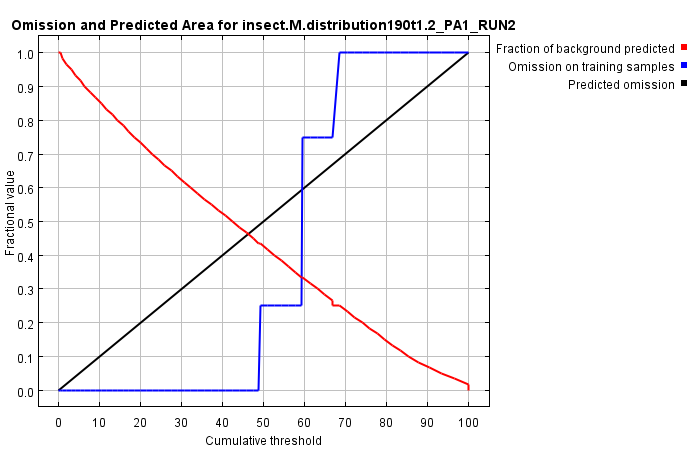 Omission and Predicted Area for insect.M.distribution190t1.2_PA1_RUN2
Fraction of background predicted
Omission on training samples
Predicted omission
Fractional value
1.0
0.9
0.8
0.7
0.6
0.5
0.4
0.3
0.2
0.1
0.0
0 10 20 30 40 50 60 70 80 90 100
Cumulative threshold